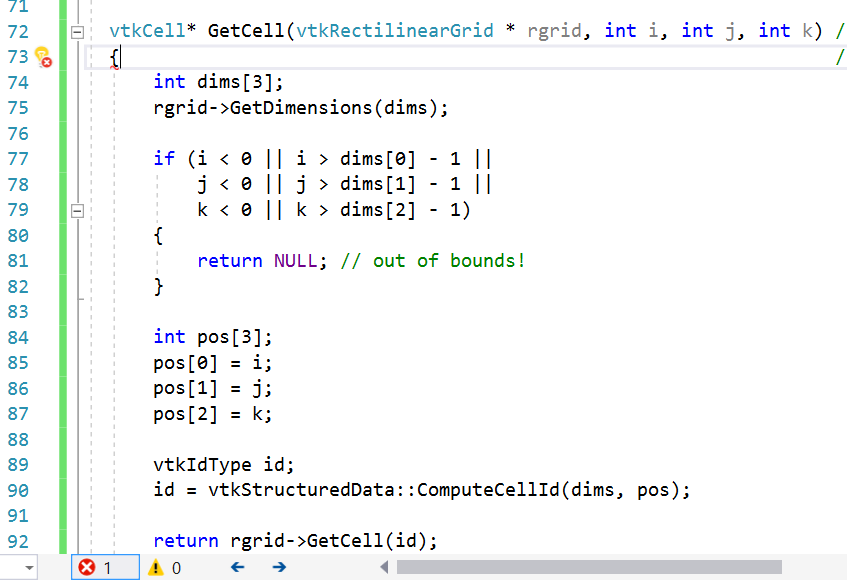 71
72 vtkCell* GetCell(vtkRectilinearGrid * rgrid, int i, int j, int k) /
73 { /
74 int dims[3];
75 rgrid->GetDimensions(dims);
76
77 if (i < 0 || i > dims[0] - 1 ||
78 j < 0 || j > dims[1] - 1 ||
79 k < 0 || k > dims[2] - 1)
80 {
81 return NULL; // out of bounds!
82 }
83
84 int pos[3];
85 pos[0] = i;
86 pos[1] = j;
87 pos[2] = k;
88
89 vtkIdType id;
90 id = vtkStructuredData::ComputeCellId(dims, pos);
91
92 return rgrid->GetCell(id);
1 0